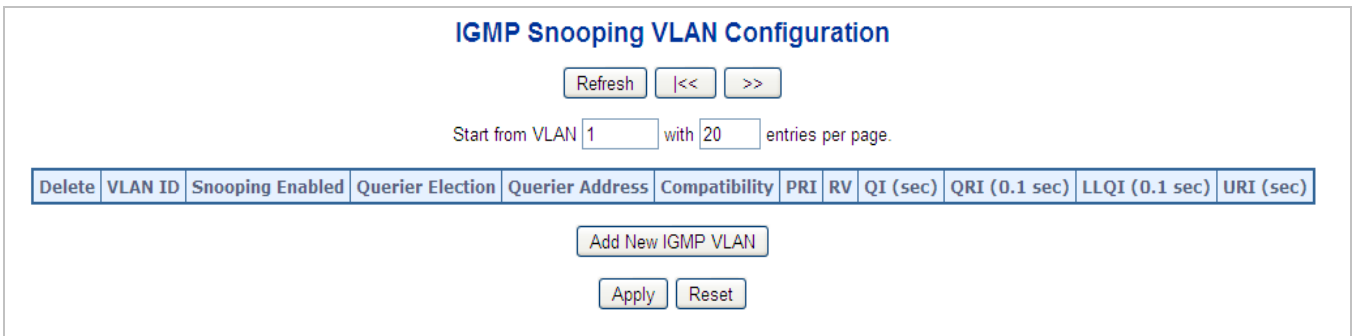 IGMP Snooping VLAN Configuration
Refresh |<< >>
Start from VLAN 1 with 20 entries per page.
Delete VLAN ID Snooping Enabled Querier Election Querier Address Compatibility PRI RV QI (sec) QRI (0.1 sec) LLQI (0.1 sec) URI (sec)
Add New IGMP VLAN
Apply Reset